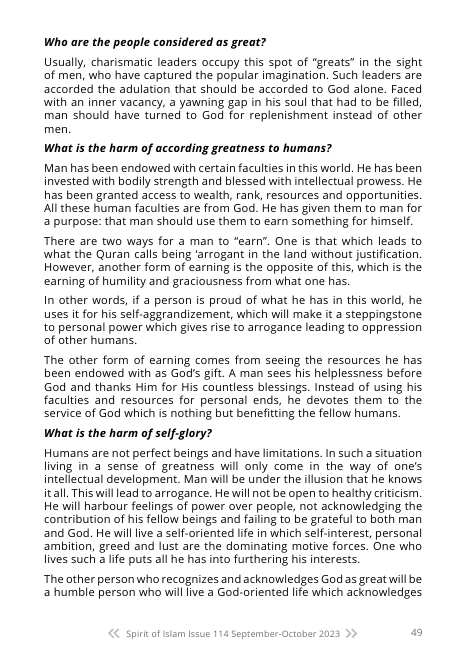 Who are the people considered as great?
Usually, charismatic leaders occupy this spot of “greats” in the sight
of men, who have captured the popular imagination. Such leaders are
accorded the adulation that should be accorded to God alone. Faced
with an inner vacancy, a yawning gap in his soul that had to be filled,
man should have turned to God for replenishment instead of other
men.
What is the harm of according greatness to humans?
Man has been endowed with certain faculties in this world. He has been
invested with bodily strength and blessed with intellectual prowess. He
has been granted access to wealth, rank, resources and opportunities.
All these human faculties are from God. He has given them to man for
a purpose: that man should use them to earn something for himself.
There are two ways for a man to “earn”. One is that which leads to
what the Quran calls being ‘arrogant in the land without justification.
However, another form of earning is the opposite of this, which is the
earning of humility and graciousness from what one has.
In other words, if a person is proud of what he has in this world, he
uses it for his self-aggrandizement, which will make it a steppingstone
to personal power which gives rise to arrogance leading to oppression
of other humans.
The other form of earning comes from seeing the resources he has
been endowed with as God’s gift. A man sees his helplessness before
God and thanks Him for His countless blessings. Instead of using his
faculties and resources for personal ends, he devotes them to the
service of God which is nothing but benefitting the fellow humans.
What is the harm of self-glory?
Humans are not perfect beings and have limitations. In such a situation
living in a sense of greatness will only come in the way of one’s
intellectual development. Man will be under the illusion that he knows
it all. This will lead to arrogance. He will not be open to healthy criticism.
He will harbour feelings of power over people, not acknowledging the
contribution of his fellow beings and failing to be grateful to both man
and God. He will live a self-oriented life in which self-interest, personal
ambition, greed and lust are the dominating motive forces. One who
lives such a life puts all he has into furthering his interests.
The other person who recognizes and acknowledges God as great will be
a humble person who will live a God-oriented life which acknowledges
Spirit of Islam Issue 114 September-October 2023 49